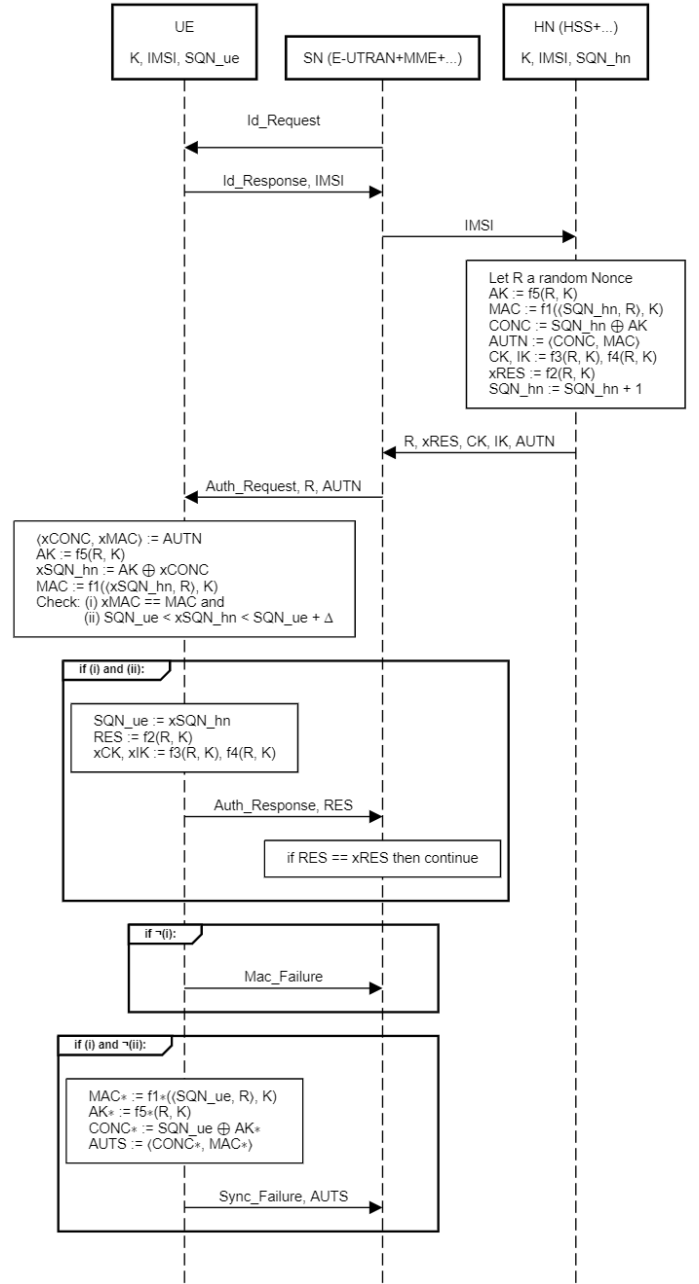 UE
K, IMSI, SQN_ue
SN (E-UTRAN+MME+...)
HN (HSS+...)
K, IMSI, SQN_hn
Id_Request
Id_Response, IMSI
IMSI
Let R a random Nonce
AK := f5(R, K)
MAC := f1(⟨SQN_hn, R⟩, K)
CONC := SQN_hn ⊕ AK
AUTN := ⟨CONC, MAC⟩
CK, IK := f3(R, K), f4(R, K)
xRES := f2(R, K)
SQN_hn := SQN_hn + 1
R, xRES, CK, IK, AUTN
Auth_Request, R, AUTN
⟨xCONC, xMAC⟩ := AUTN
AK := f5(R, K)
xSQN_hn := AK ⊕ xCONC
MAC := f1(⟨xSQN_hn, R⟩, K)
Check: (i) xMAC == MAC and
(ii) SQN_ue < xSQN_hn < SQN_ue + Δ
if (i) and (ii):
SQN_ue := xSQN_hn
RES := f2(R, K)
xCK, xIK := f3(R, K), f4(R, K)
Auth_Response, RES
if RES == xRES then continue
if ¬(i):
Mac_Failure
if (i) and ¬(ii):
MAC∗ := f1∗(⟨SQN_ue, R⟩, K)
AK∗ := f5∗(R, K)
CONC∗ := SQN_ue ⊕ AK∗
AUTS := ⟨CONC∗, MAC∗⟩
Sync_Failure, AUTS